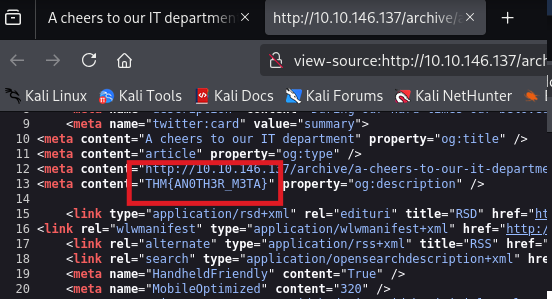 A cheers to our IT departmen
http://10.10.146.137/archive/a
view-source:http://10.10.146.137/arch
Kali Linux
Kali Tools
Kali Docs
Kali Forums
Kali NetHunter
9 <meta name="twitter:card" value="summary">
10 <meta content="A cheers to our IT department" property="og:title" />
11 <meta content="article" property="og:type" />
12 <meta content="http://10.10.146.137/archive/a-cheers-to-our-it-departme
13 <meta content="THM{AN0TH3R_M3TA}" property="og:description" />
14
15 <link type="application/rsd+xml" rel="edituri" title="RSD" href="ht
16 <link rel="wlwmanifest" type="application/wlwmanifest+xml" href="http:/
17 <link rel="alternate" type="application/rss+xml" title="RSS" href="
18 <link rel="search" type="application/opensearchdescription+xml" hre
19 <meta name="HandheldFriendly" content="True" />
20 <meta name="MobileOptimized" content="320" />